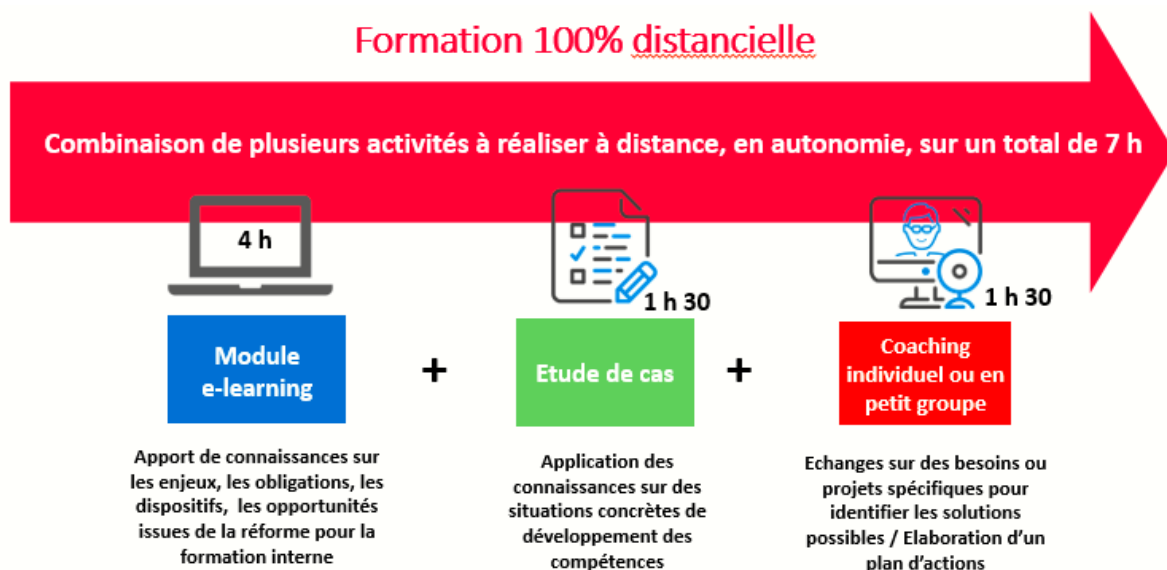 Formation 100% distancielle
Combinaison de plusieurs activités à réaliser à distance, en autonomie, sur un total de 7 h
4 h
Module
e-learning
Apport de connaissances sur
les enjeux, les obligations, les
dispositifs, les opportunités
issues de la réforme pour la
formation interne
+
1 h 30
Etude de cas
Application des
connaissances sur des
situations concrètes de
développement des
compétences
+
1 h 30
Coaching
individuel ou en
petit groupe
Echanges sur des besoins ou
projets spécifiques pour
identifier les solutions
possibles / Elaboration d'un
plan d'actions